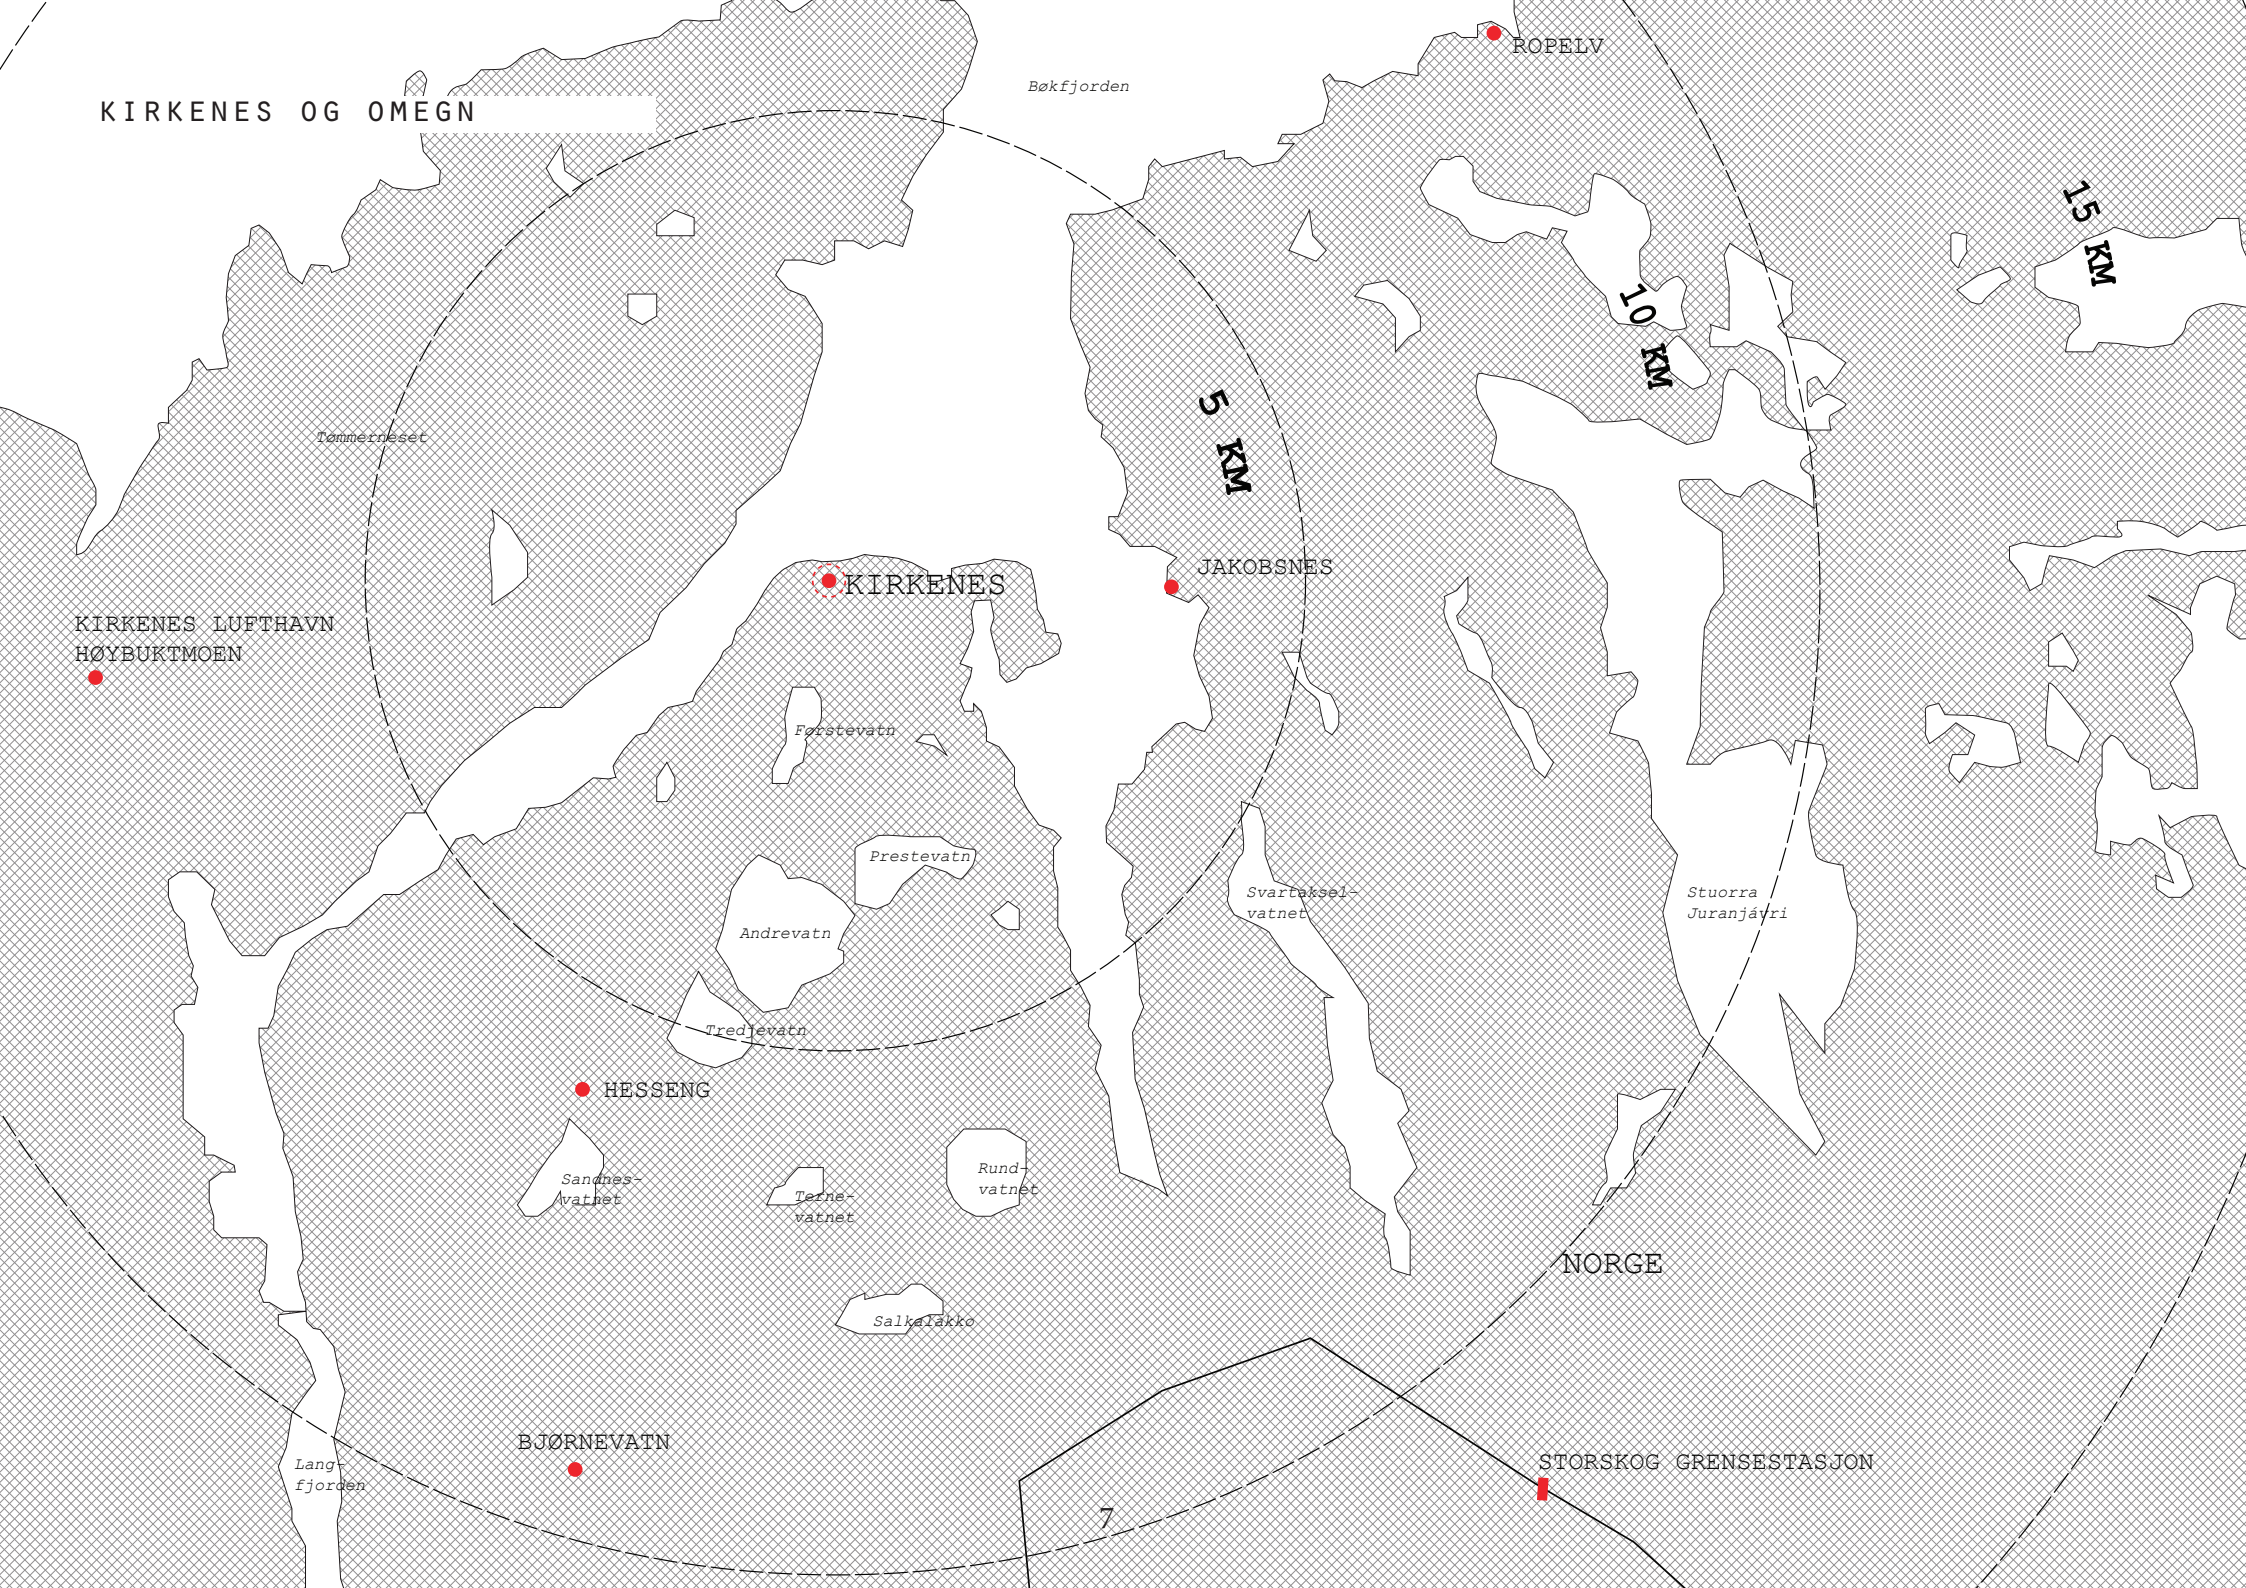 ROPELV
Bøkfjorden
KIRKENES OG OMEGN
15 KM
10 KM
5 KM
Tømmerneset
JAKOBSNES
KIRKENES
KIRKENES LUFTHAVN
HØYBUKTMOEN
Førstevatn
Prestevatn
Svartaksel-
vatnet
Stuorra
Juranjávri
Andrevatn
Tredjevatn
HESSENG
Sandnes-
vatnet
Terne-
vatnet
Rund-
vatnet
NORGE
Salkalakko
BJØRNEVATN
STORSKOG GRENSESTASJON
Lang-
fjorden
7